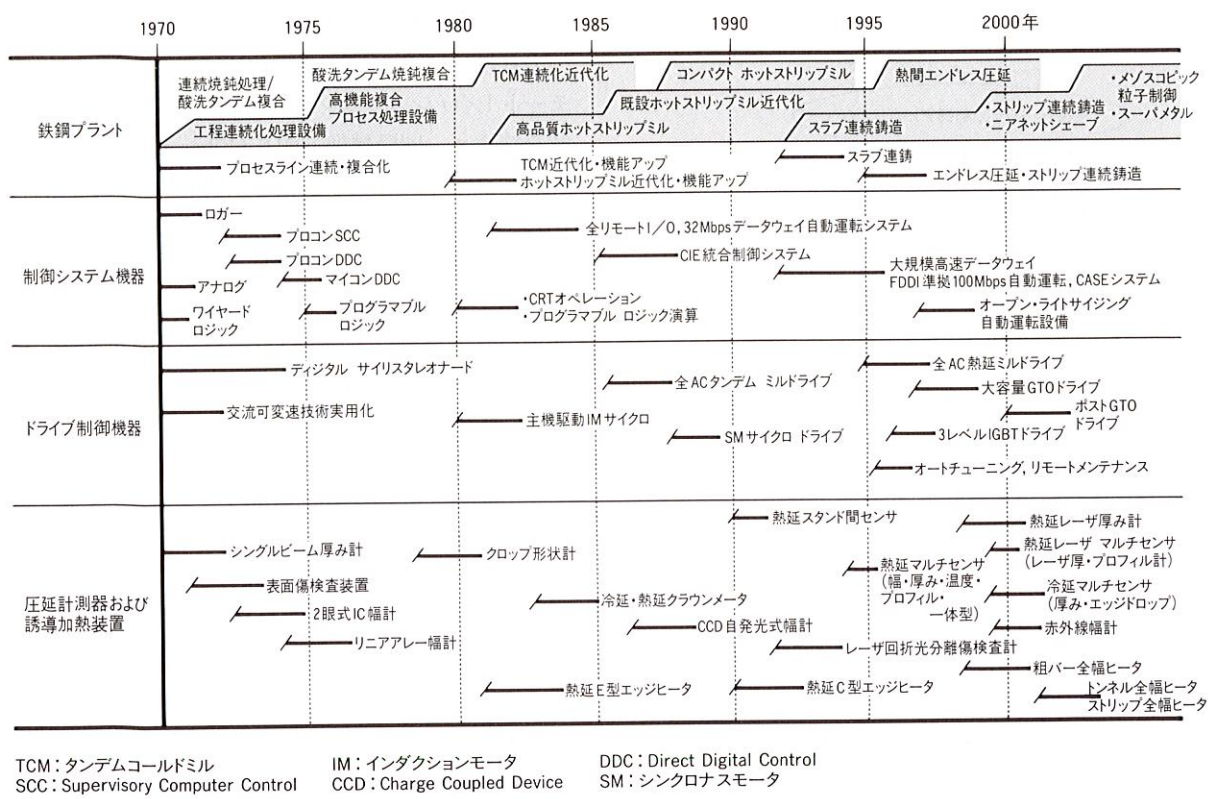 1970 1975 1980 1985 1990 1995 2000年
鉄鋼プラント
連続焼鈍処理/
酸洗タンデム複合
工程連続化処理設備
酸洗タンデム焼鈍複合
高機能複合
プロセス処理設備
TCM連続化近代化
高品質ホットストリップミル
コンパクト ホットストリップミル
既設ホットストリップミル近代化
熱間エンドレス圧延
スラブ連続鋳造
・ストリップ連続鋳造
・ニアネットシェーブ
・メゾスコピック
粒子制御
・スーパメタル
プロセスライン連続・複合化
TCM近代化・機能アップ
ホットストリップミル近代化・機能アップ
スラブ連鋳
エンドレス圧延・ストリップ連続鋳造
制御システム機器
ロガー
プロコンSCC
プロコンDDC
アナログ
マイコンDDC
ワイヤード
ロジック
プログラマブル
ロジック
全リモートI/O,32Mbpsデータウェイ自動運転システム
CIE統合制御システム
・CRTオペレーション
・プログラマブル ロジック演算
大規模高速データウェイ
FDDI準拠100Mbps自動運転,CASEシステム
オープン・ライトサイジング
自動運転設備
ドライブ制御機器
ディジタル サイリスタレオナード
交流可変速技術実用化
全ACタンデム ミルドライブ
主機駆動IMサイクロ
SMサイクロ ドライブ
全AC熱延ミルドライブ
大容量GTOドライブ
ポストGTO
ドライブ
3レベルIGBTドライブ
オートチューニング,リモートメンテナンス
圧延計測器および
誘導加熱装置
シングルビーム厚み計
表面傷検査装置
2眼式IC幅計
リニアアレー幅計
クロップ形状計
冷延・熱延クラウンメータ
CCD自発光式幅計
熱延E型エッジヒータ
熱延スタンド間センサ
熱延マルチセンサ
(幅・厚み・温度・
プロフィル・
一体型)
レーザ回折光分離傷検査計
熱延C型エッジヒータ
熱延レーザ厚み計
熱延レーザ マルチセンサ
(レーザ厚・プロフィル計)
冷延マルチセンサ
(厚み・エッジドロップ)
赤外線幅計
粗バー全幅ヒータ
トンネル全幅ヒータ
ストリップ全幅ヒータ
TCM:タンデムコールドミル IM:インダクションモータ DDC:Direct Digital Control
SCC:Supervisory Computer Control CCD:Charge Coupled Device SM:シンクロナスモータ